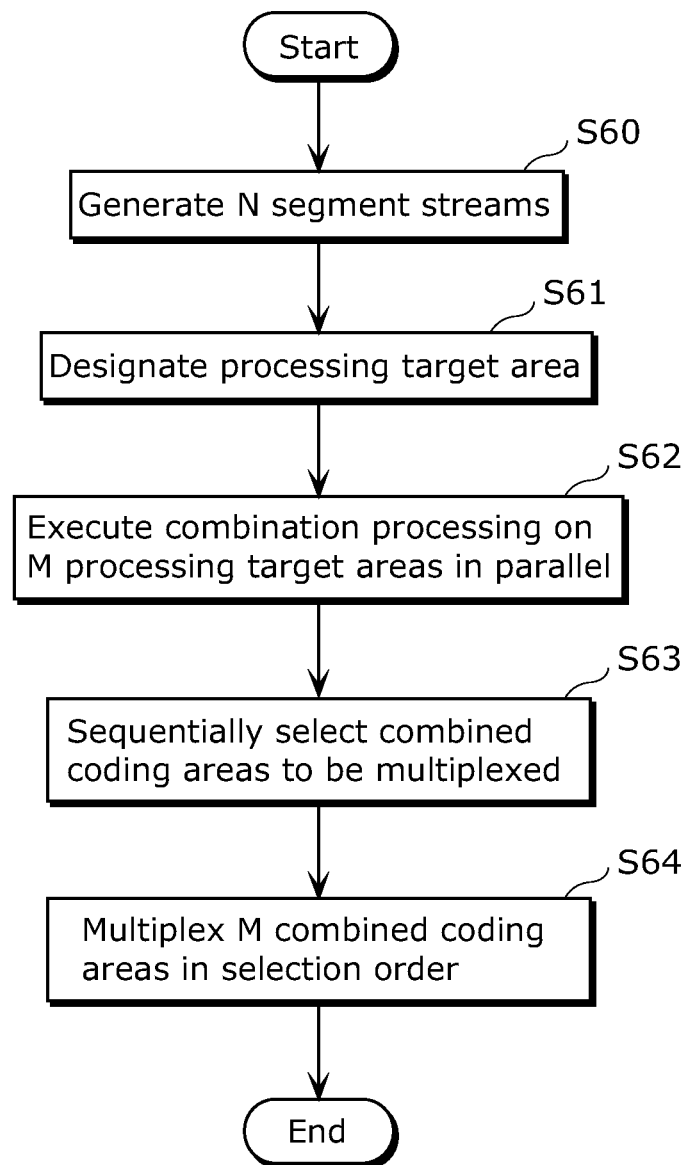 Start
S60
Generate N segment streams
S61
Designate processing target area
S62
Execute combination processing on
M processing target areas in parallel
S63
Sequentially select combined
coding areas to be multiplexed
S64
Multiplex M combined coding
areas in selection order
End